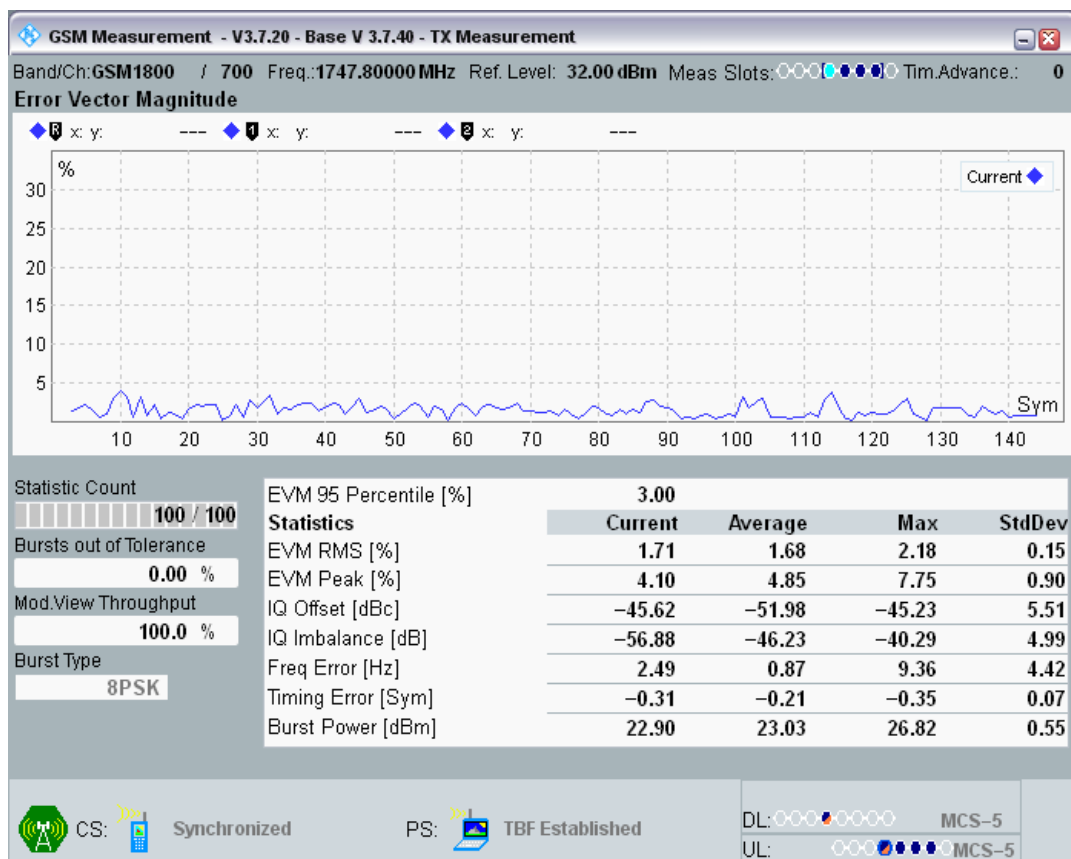 GSM Measurement - V3.7.20 - Base V 3.7.40 - TX Measurement
Band/Ch:GSM1800 / 700 Freq.:1747.80000 MHz Ref. Level: 32.00 dBm Meas Slots: Tim.Advance.: 0
Error Vector Magnitude
R x: y: --- 1 x: y: --- 2 x: y: ---
%
Current
30
25
20
15
10
5
Sym
10 20 30 40 50 60 70 80 90 100 110 120 130 140
Statistic Count
100 / 100
Bursts out of Tolerance
0.00 %
Mod.View Throughput
100.0 %
Burst Type
8PSK
EVM 95 Percentile [%] 3.00
Statistics Current Average Max StdDev
EVM RMS [%] 1.71 1.68 2.18 0.15
EVM Peak [%] 4.10 4.85 7.75 0.90
IQ Offset [dBc] −45.62 −51.98 −45.23 5.51
IQ Imbalance [dB] −56.88 −46.23 −40.29 4.99
Freq Error [Hz] 2.49 0.87 9.36 4.42
Timing Error [Sym] −0.31 −0.21 −0.35 0.07
Burst Power [dBm] 22.90 23.03 26.82 0.55
CS: Synchronized PS: TBF Established
DL: MCS−5
UL: MCS−5